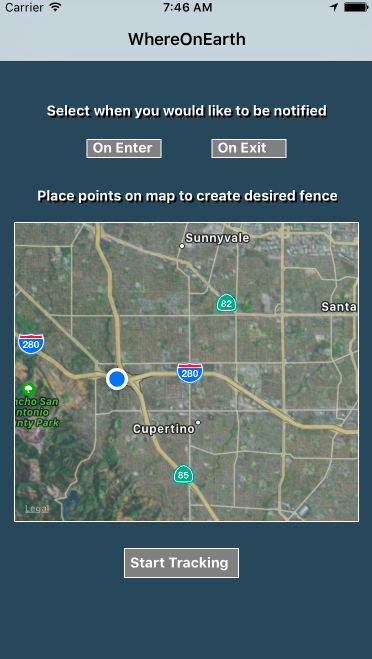 Carrier 7:46 AM
WhereOnEarth
Select when you would like to be notified
On Enter On Exit
Place points on map to create desired fence
Sunnyvale
82
Santa
280
280
ncho San
ntonio
unty Park
Cupertino
85
Legal
Start Tracking